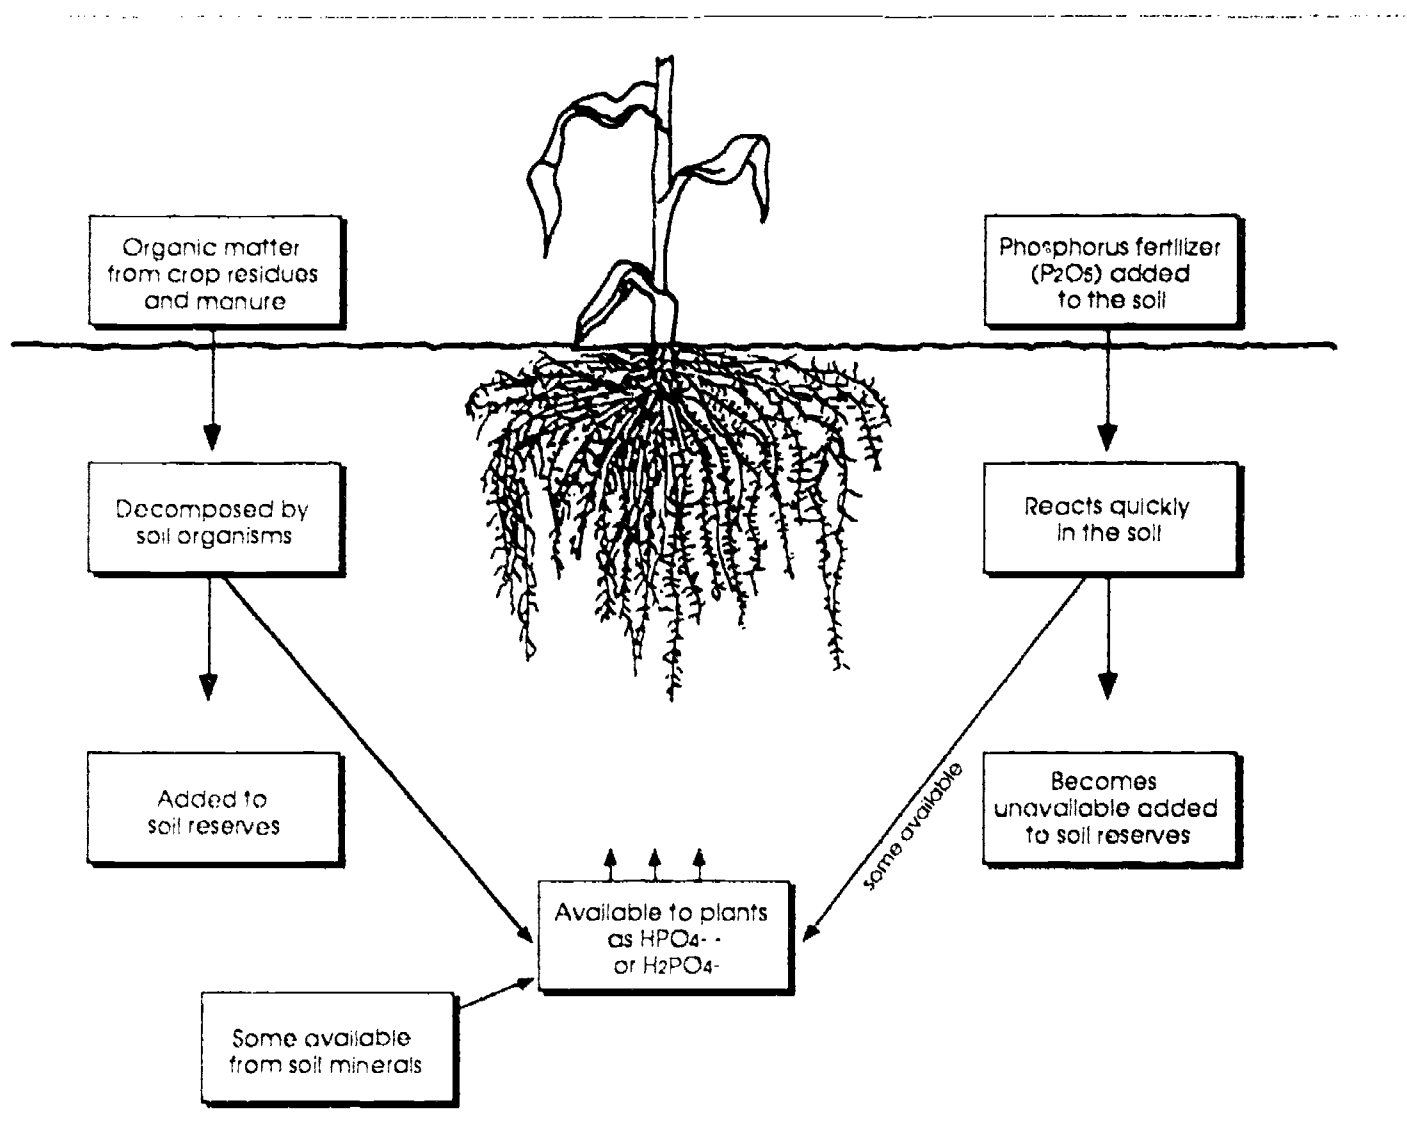 Organic matter
from crop residues
and manure
Phosphorus fertilizer
(P2O5) added
to the soil
Decomposed by
soil organisms
Reacts quickly
in the soil
Added to
soil reserves
some available
Becomes
unavailable added
to soil reserves
Available to plants
as HPO4- -
or H2PO4-
Some available
from soil minerals